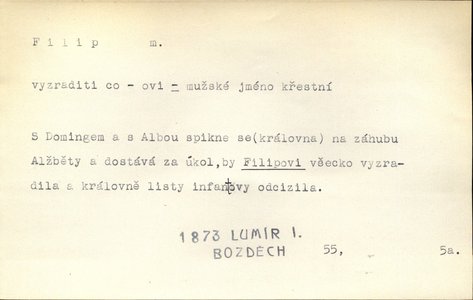 Filip m.
vyzraditi co - ovi - mužské jméno křestní
S Domingem a s Albou spikne se(královna) na záhubu
Alžběty a dostává za úkol,by Filipovi všecko vyzra-
dila a královně listy infantovy odcizila.
1873 LUMÍR I.
BOZDĚCH 55, 5a.